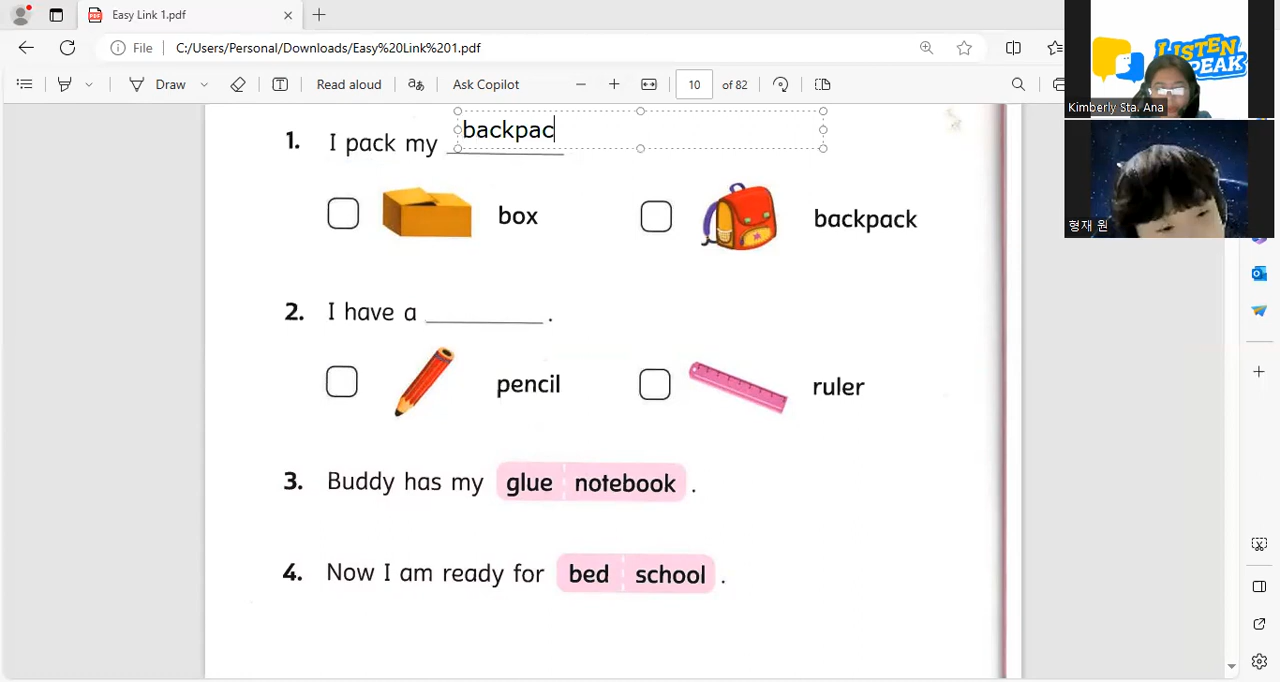 Easy Link 1.pdf
File C:/Users/Personal/Downloads/Easy%20Link%201.pdf
Draw Read aloud Ask Copilot 10 of 82
LISTEN
SPEAK
Kimberly Sta. Ana
형재 원
1. I pack my backpac
box backpack
2. I have a ________ .
pencil ruler
3. Buddy has my glue notebook .
4. Now I am ready for bed school .